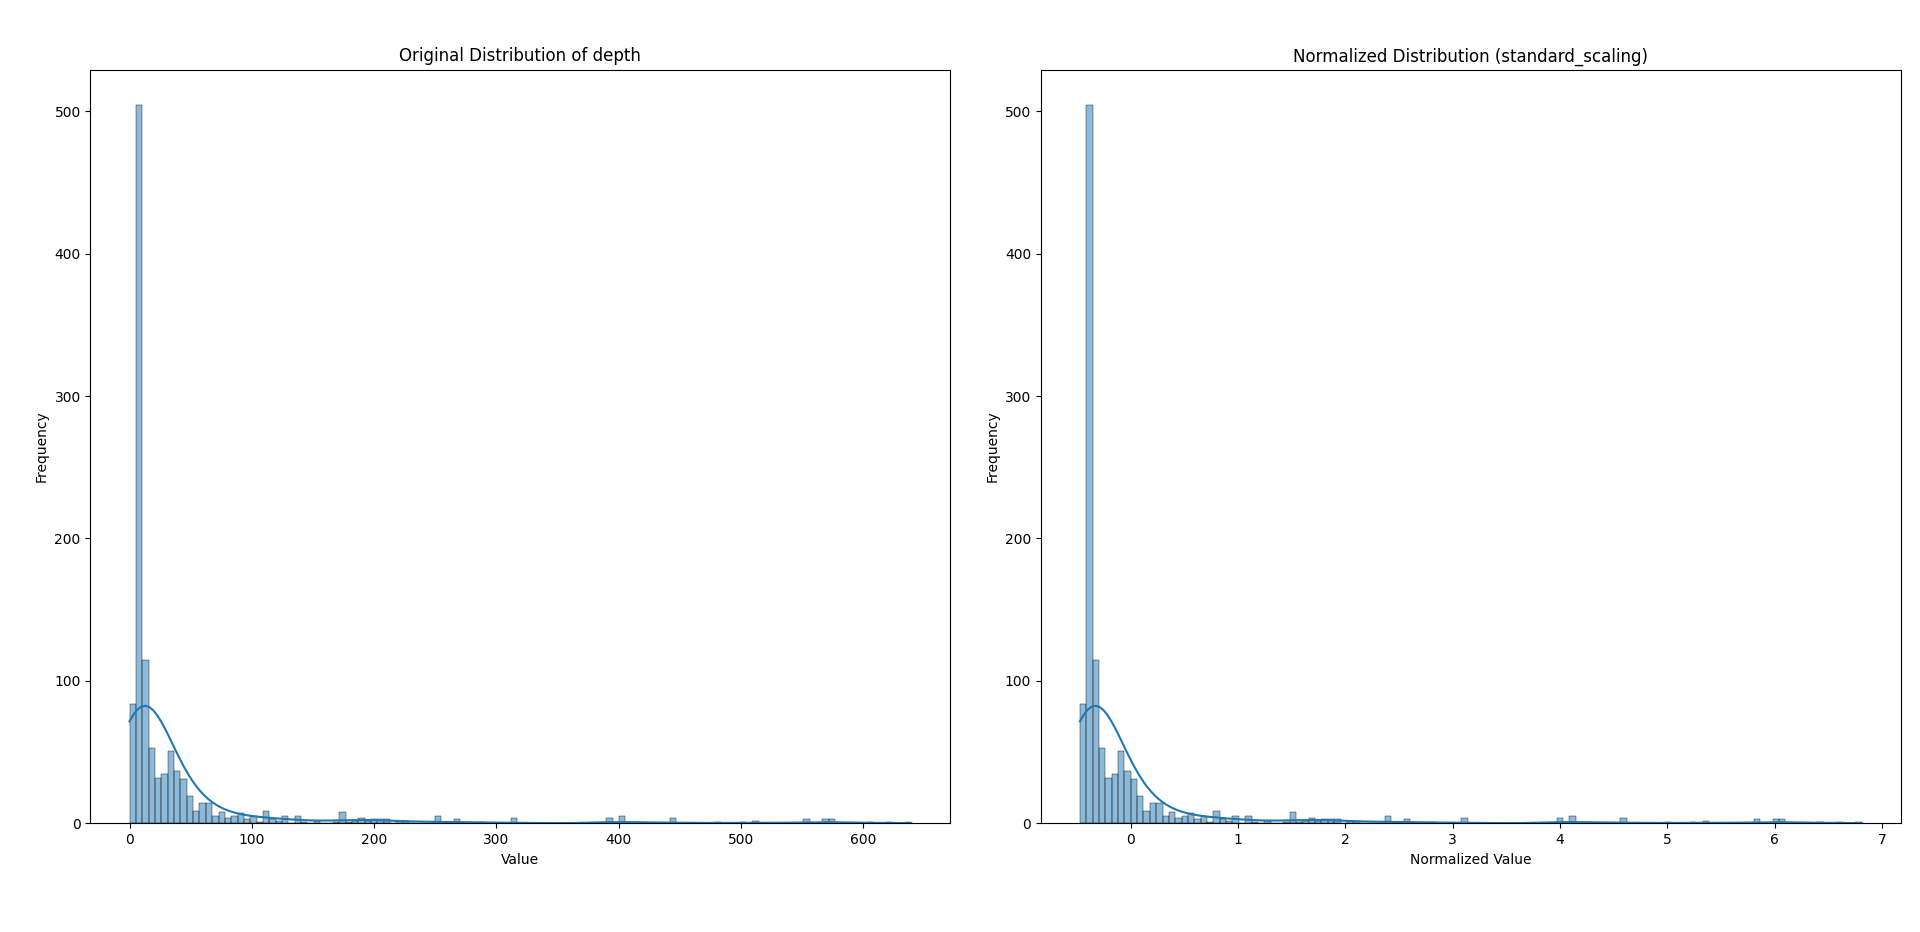 Original Distribution of depth
500
400
300
200
100
0
Frequency
0 100 200 300 400 500 600
Value
Normalized Distribution (standard_scaling)
500
400
300
200
100
0
Frequency
0 1 2 3 4 5 6 7
Normalized Value